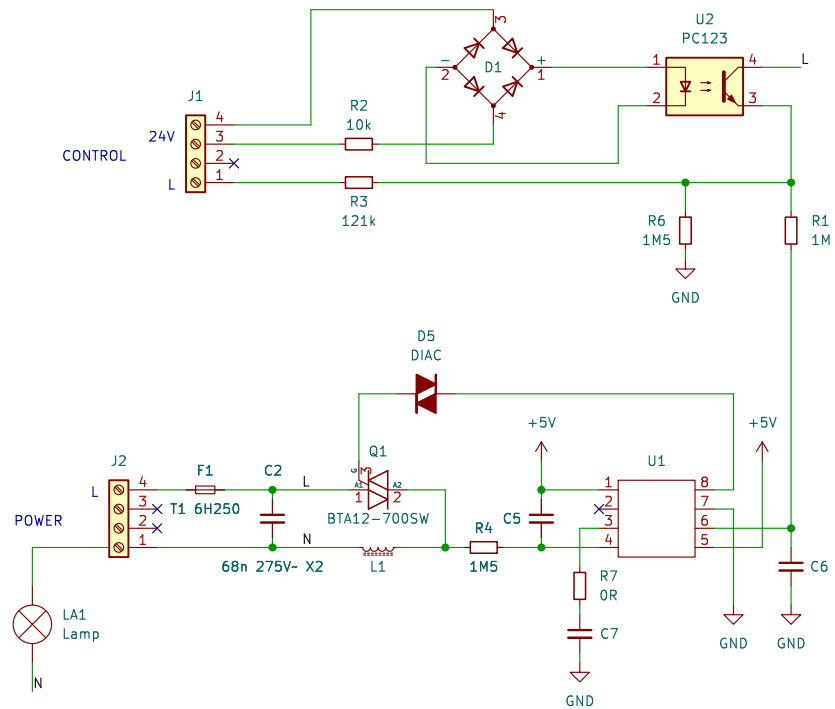 3
U2
PC123
−
D1
+
2
1
1
4
L
2
3
4
J1
R2
10k
4
24V
3
CONTROL
2
L
1
R3
121k
R6
1M5
R1
1M
GND
D5
DIAC
+5V
+5V
Q1
J2
F1
C2
L
G
3
U1
L
4
A1
A2
1
2
1
8
3
T1 6H250
2
7
POWER
2
BTA12-700SW
R4
C5
3
6
N
1
4
5
68n 275V~ X2
L1
1M5
R7
0R
C6
LA1
Lamp
C7
GND
GND
N
GND